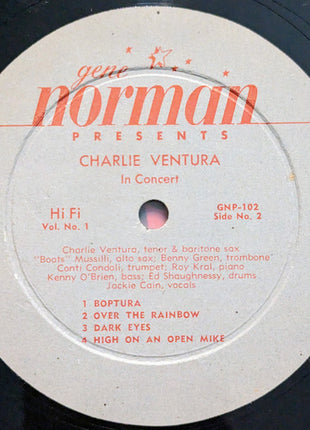 gene
norman
PRESENTS
CHARLIE VENTURA
In Concert
Hi Fi
Vol. No. 1
GNP-102
Side No. 2
Charlie Ventura, tenor & baritone sax
"Boots" Mussilli, alto sax; Benny Green, trombone
Conti Condoli, trumpet; Roy Kral, piano
Kenny O'Brien, bass; Ed Shaughnessy, drums
Jackie Cain, vocals
1 BOPTURA
2 OVER THE RAINBOW
3 DARK EYES
4 HIGH ON AN OPEN MIKE